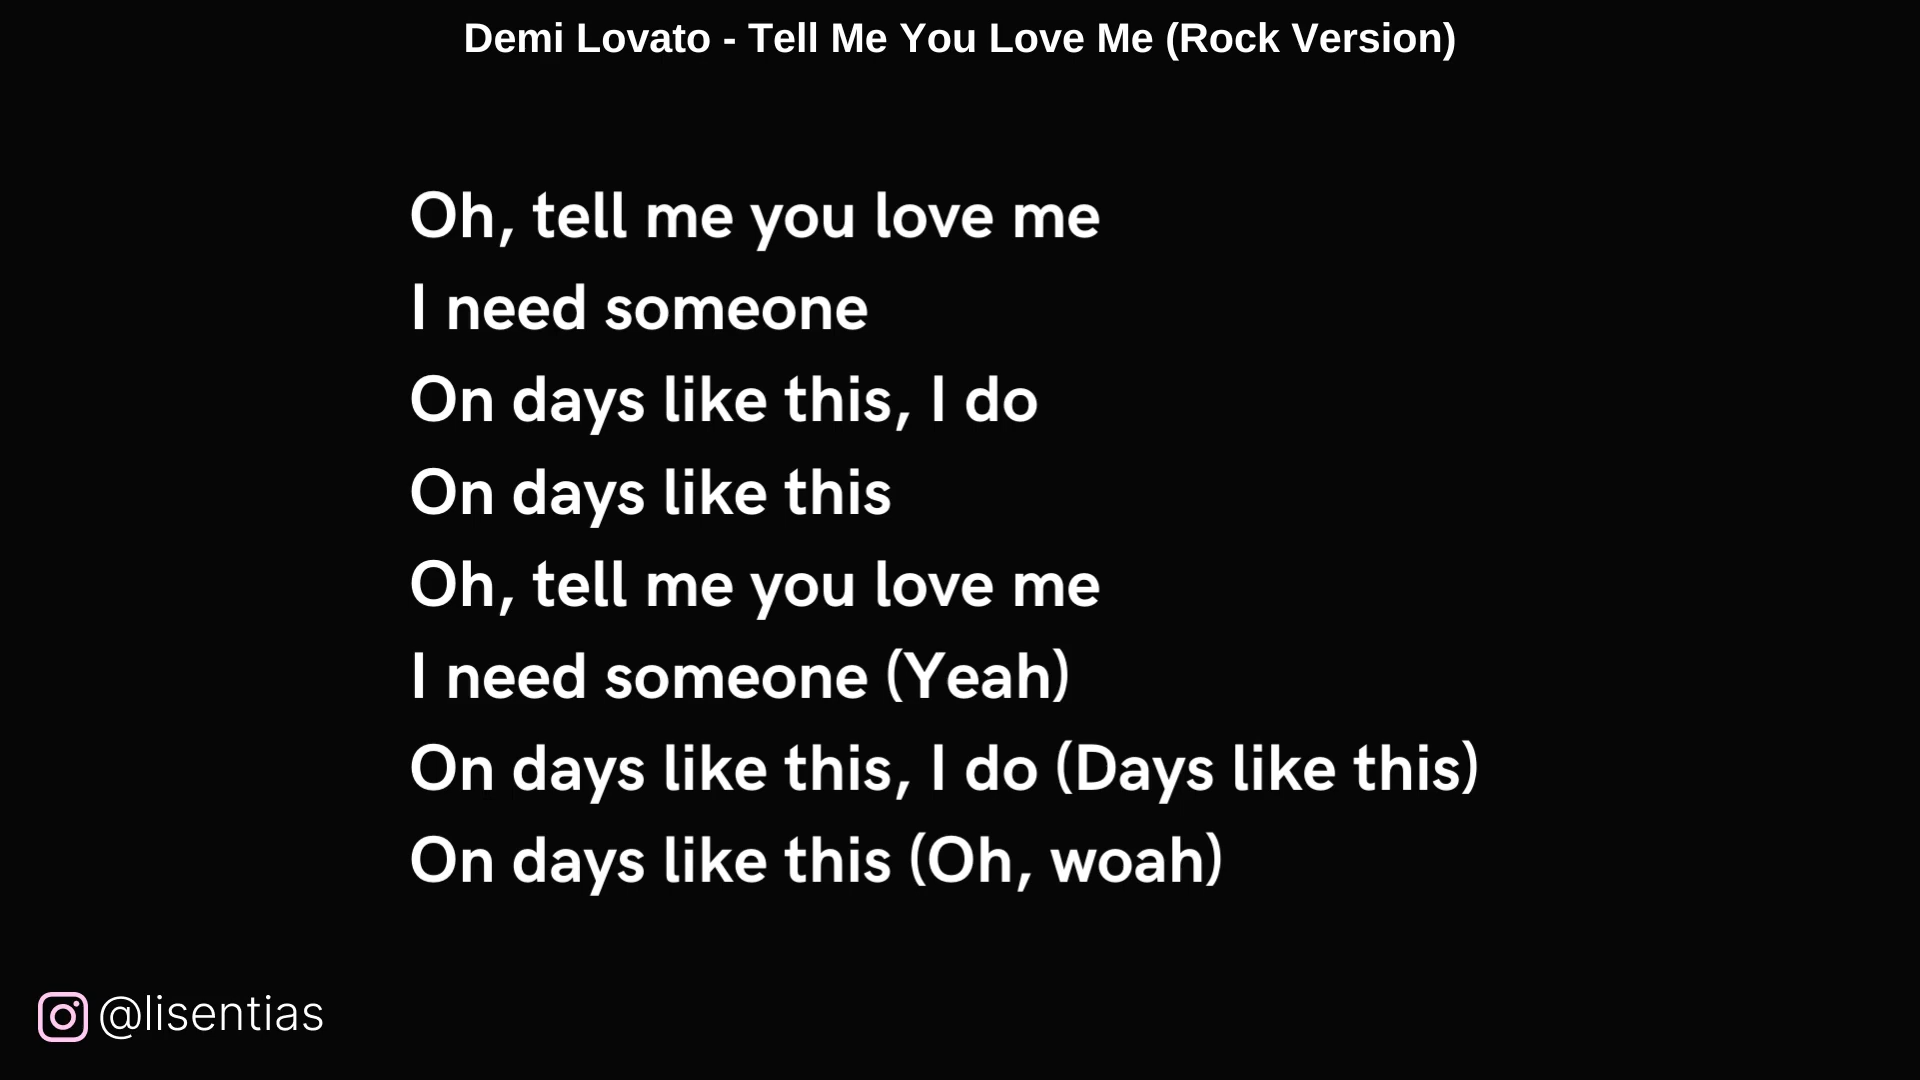 Demi Lovato - Tell Me You Love Me (Rock Version)
Oh, tell me you love me
I need someone
On days like this, I do
On days like this
Oh, tell me you love me
I need someone (Yeah)
On days like this, I do (Days like this)
On days like this (Oh, woah)
@lisentias